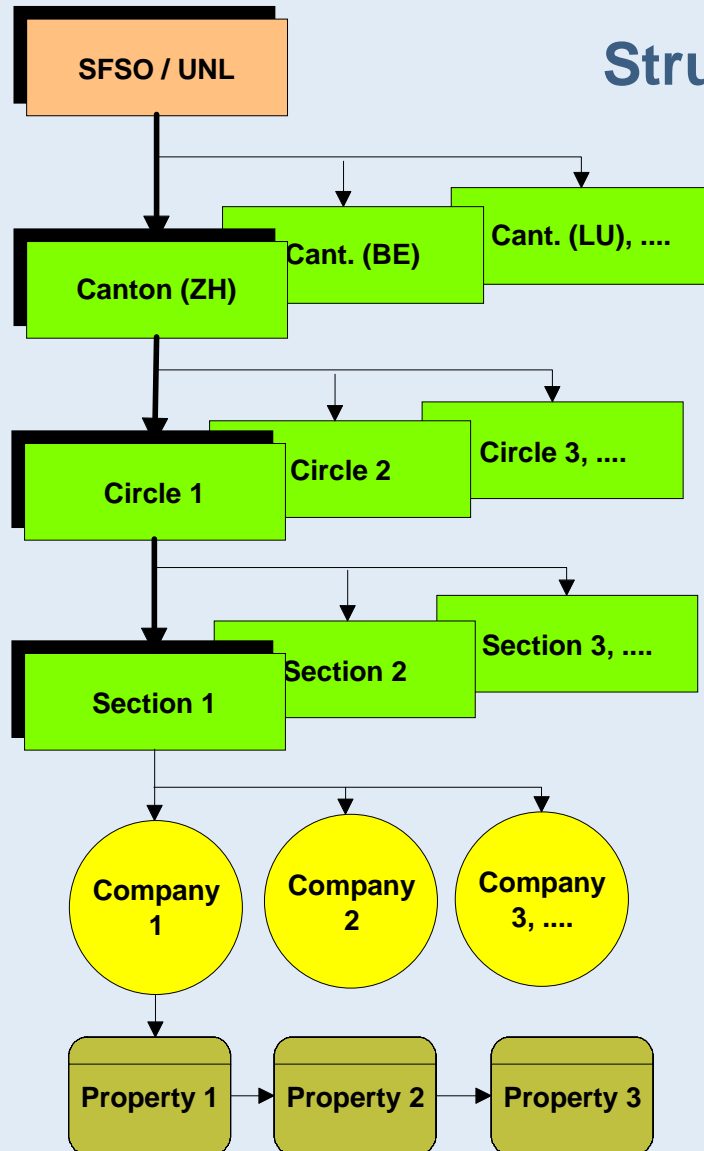 SFSO / UNL
Stru
Cant. (LU), ....
Cant. (BE)
Canton (ZH)
Circle 3, ....
Circle 2
Circle 1
Section 3, ....
Section 2
Section 1
Company
1
Company
2
Company
3, ....
Property 1
Property 2
Property 3